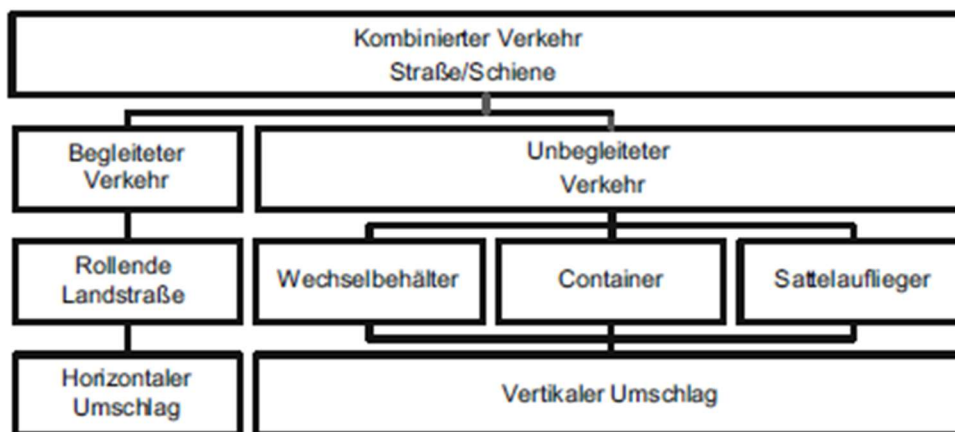 Kombinierter Verkehr
Straße/Schiene
Begleiteter
Verkehr
Unbegleiteter
Verkehr
Rollende
Landstraße
Wechselbehälter
Container
Sattelauflieger
Horizontaler
Umschlag
Vertikaler Umschlag